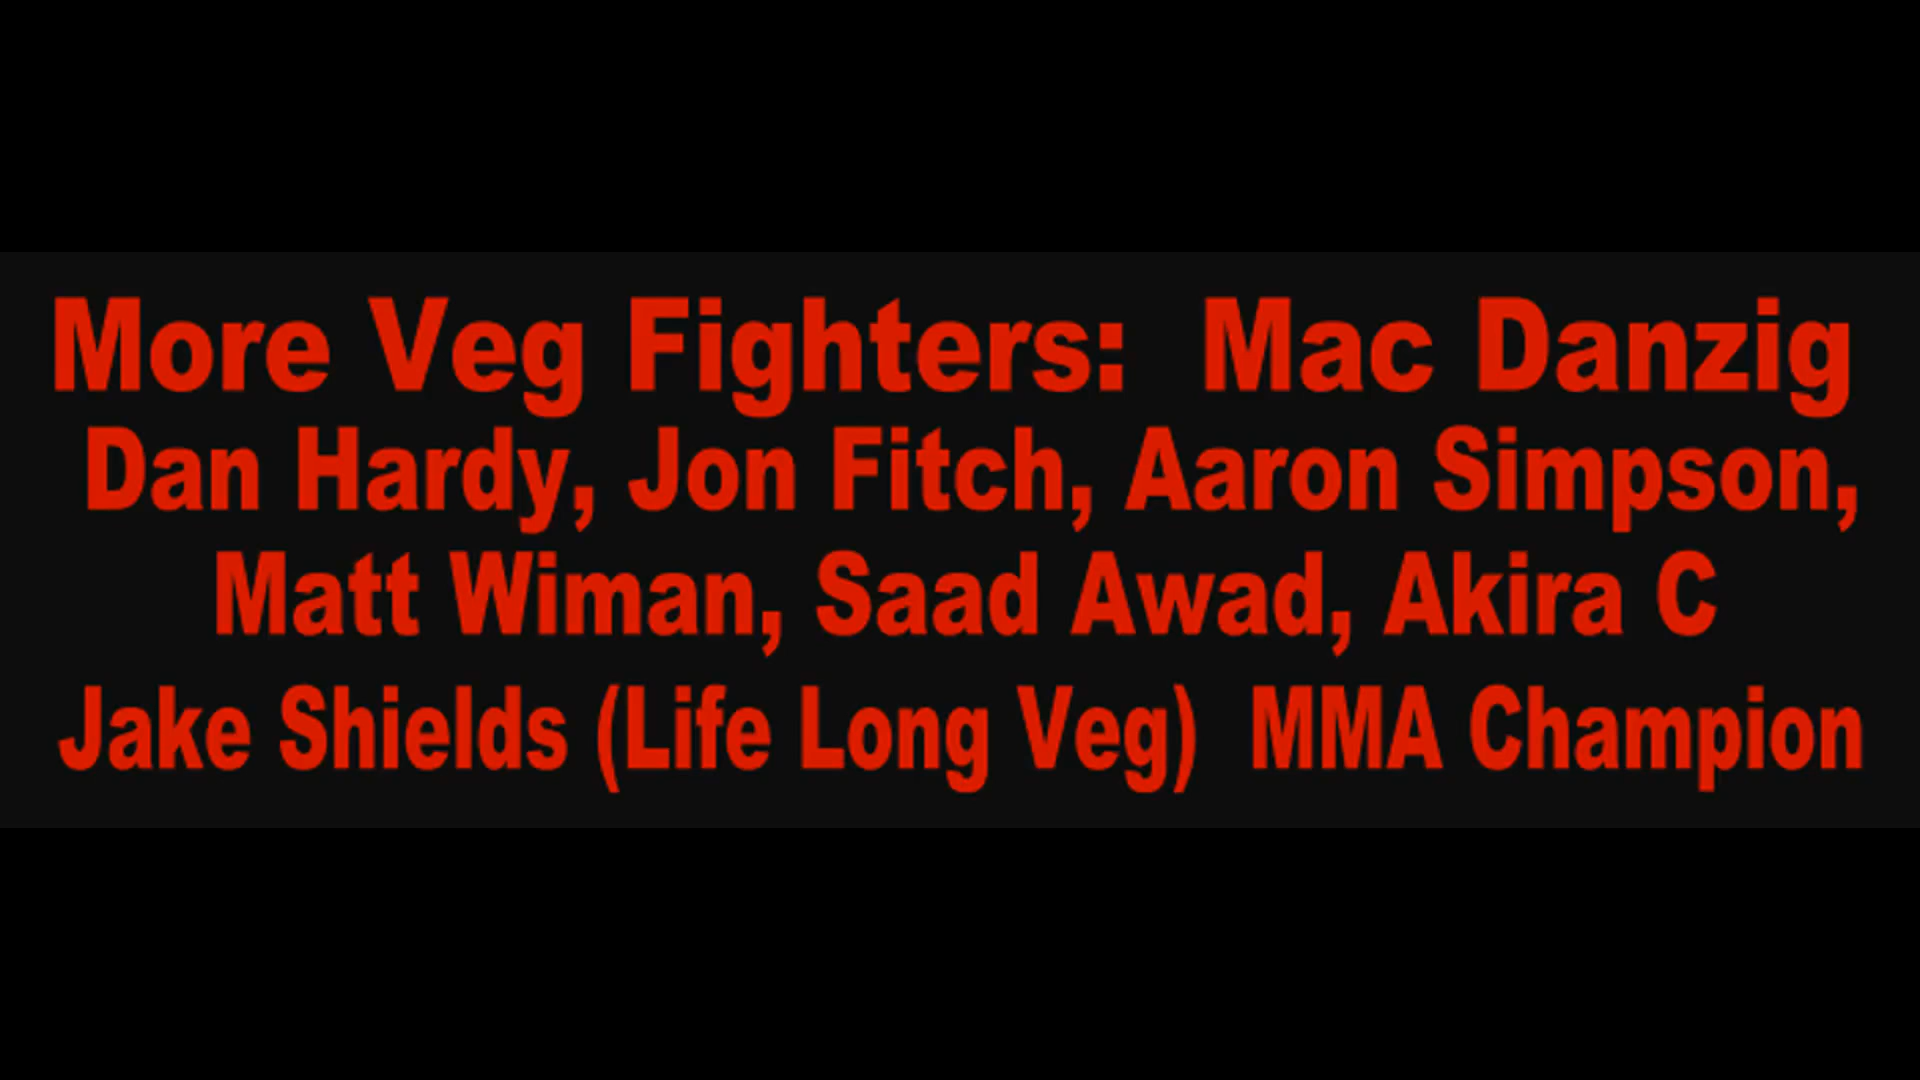 More Veg Fighters:  Mac Danzig
Dan Hardy, Jon Fitch, Aaron Simpson,
Matt Wiman, Saad Awad, Akira C
Jake Shields (Life Long Veg)  MMA Champion